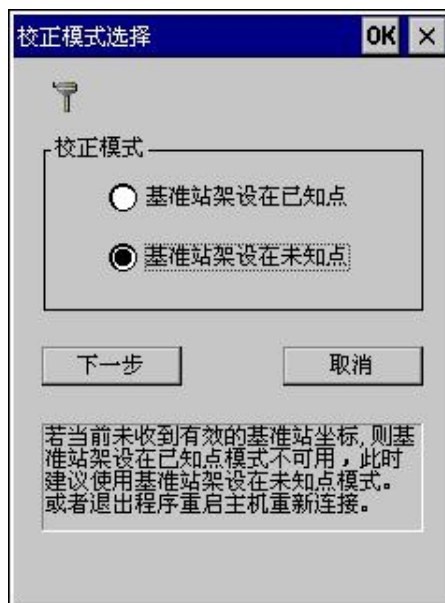 校正模式选择 OK ×
校正模式
基准站架设在已知点
基准站架设在未知点
下一步 取消
若当前未收到有效的基准站坐标,则基
准站架设在已知点模式不可用，此时
建议使用基准站架设在未知点模式。
或者退出程序重启主机重新连接。